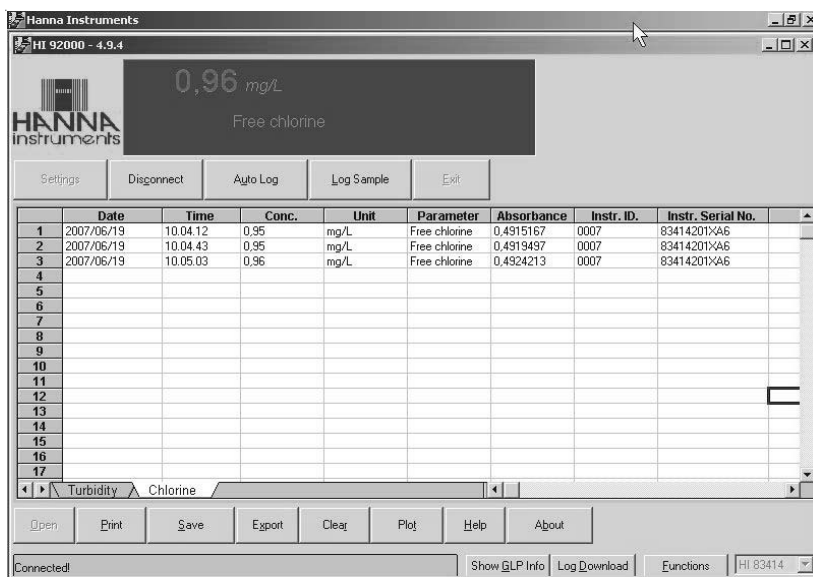 Hanna Instruments
HI 92000 - 4.9.4
0,96 mg/L
Free chlorine
HANNA
instruments
Settings Disconnect Auto Log Log Sample Exit
Date Time Conc. Unit Parameter Absorbance Instr. ID. Instr. Serial No.
1 2007/06/19 10.04.12 0,95 mg/L Free chlorine 0,4915167 0007 83414201XA6
2 2007/06/19 10.04.43 0,95 mg/L Free chlorine 0,4919497 0007 83414201XA6
3 2007/06/19 10.05.03 0,96 mg/L Free chlorine 0,4924213 0007 83414201XA6
4
5
6
7
8
9
10
11
12
13
14
15
16
17
Turbidity Chlorine
Open Print Save Export Clear Plot Help About
Connected! Show GLP Info Log Download Functions HI 83414